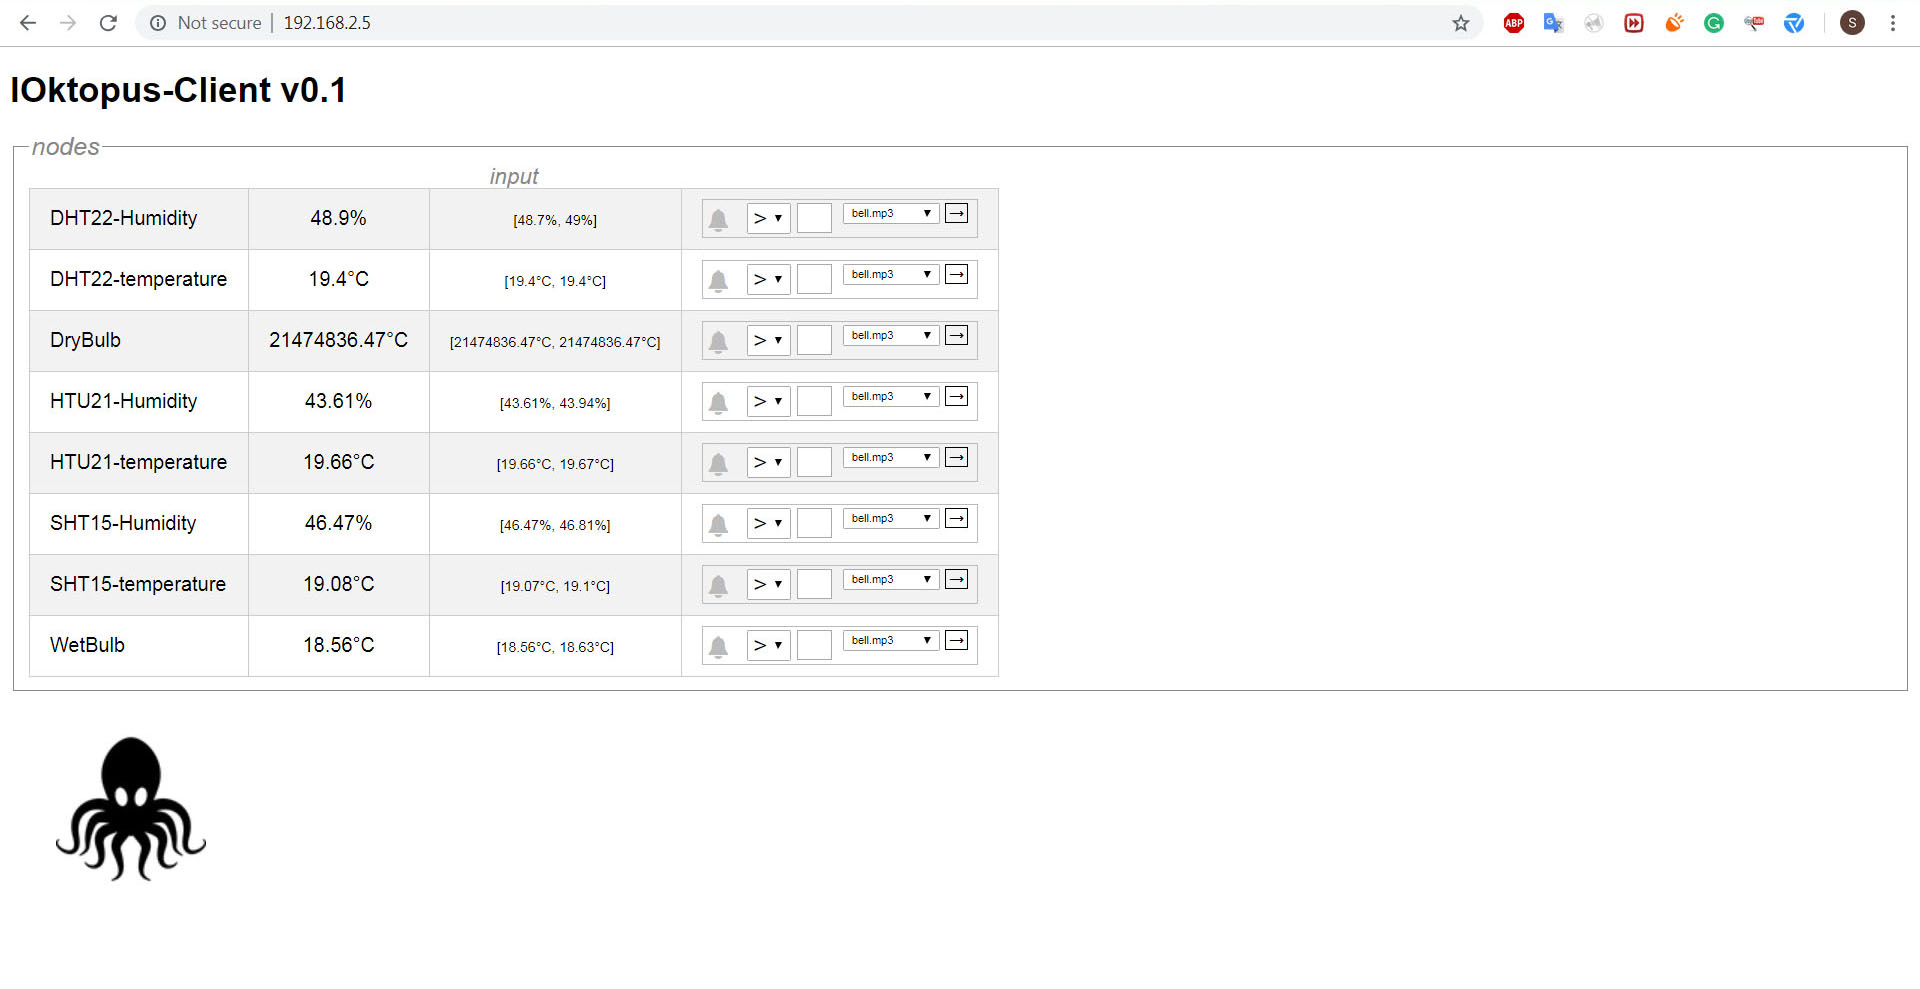 Not secure | 192.168.2.5
ABP
G
S
IOktopus-Client v0.1
nodes
input
DHT22-Humidity 48.9% [48.7%, 49%] > bell.mp3 →
DHT22-temperature 19.4°C [19.4°C, 19.4°C] > bell.mp3 →
DryBulb 21474836.47°C [21474836.47°C, 21474836.47°C] > bell.mp3 →
HTU21-Humidity 43.61% [43.61%, 43.94%] > bell.mp3 →
HTU21-temperature 19.66°C [19.66°C, 19.67°C] > bell.mp3 →
SHT15-Humidity 46.47% [46.47%, 46.81%] > bell.mp3 →
SHT15-temperature 19.08°C [19.07°C, 19.1°C] > bell.mp3 →
WetBulb 18.56°C [18.56°C, 18.63°C] > bell.mp3 →